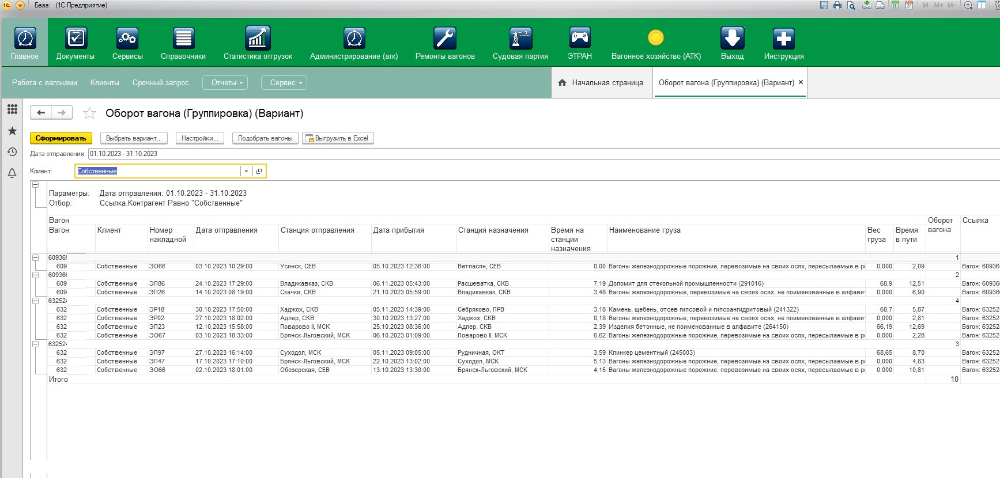 База: (1С:Предприятие)
M M+ M-
Главное Документы Сервисы Справочники Статистика отгрузок Администрирование (атк) Ремонты вагонов Судовая партия ЭТРАН Вагонное хозяйство (АТК) Выход Инструкция
Работа с вагонами Клиенты Срочный запрос Отчеты Сервис Начальная страница Оборот вагона (Группировка) (Вариант) ×
Оборот вагона (Группировка) (Вариант)
Сформировать Выбрать вариант... Настройки... Подобрать вагоны Выгрузить в Excel
Дата отправления: 01.10.2023 - 31.10.2023
Клиент: Собственные
Параметры: Дата отправления: 01.10.2023 - 31.10.2023
Отбор: Ссылка.Контрагент Равно "Собственные"
Вагон Оборот вагона Ссылка
Вагон Клиент Номер накладной Дата отправления Станция отправления Дата прибытия Станция назначения Время на станции назначения Наименование груза Вес груза Время в пути
60936 1
609 Собственные ЭО66 03.10.2023 10:29:00 Усинск, СЕВ 05.10.2023 12:36:00 Ветласян, СЕВ 0,00 Вагоны железнодорожные порожние, перевозимые на своих осях, пересылаемые в ре 0,000 2,09 Вагон: 60936
60936 2
609 Собственные ЭП86 24.10.2023 17:29:00 Владикавказ, СКВ 06.11.2023 05:43:00 Расшеватка, СКВ 7,19 Доломит для стекольной промышленности (291016) 68,9 12,51 Вагон: 60936
609 Собственные ЭП26 14.10.2023 08:19:00 Скачки, СКВ 21.10.2023 05:59:00 Владикавказ, СКВ 3,48 Вагоны железнодорожные, перевозимые на своих осях, не поименованные в алфавит 0,000 6,90 Вагон: 60936
63252 4
632 Собственные ЭР18 30.10.2023 17:50:00 Хаджох, СКВ 05.11.2023 14:39:00 Себряково, ПРВ 3,18 Камень, щебень, отсев гипсовой и гипсоангидритовый (241322) 68,7 5,87 Вагон: 63252
632 Собственные ЭР02 27.10.2023 18:02:00 Адлер, СКВ 30.10.2023 13:27:00 Хаджох, СКВ 0,18 Вагоны железнодорожные, перевозимые на своих осях, не поименованные в алфавит 0,000 2,81 Вагон: 63252
632 Собственные ЭП23 12.10.2023 15:58:00 Поварово II, МСК 25.10.2023 08:36:00 Адлер, СКВ 2,39 Изделия бетонные, не поименованные в алфавите (264150) 66,19 12,69 Вагон: 63252
632 Собственные ЭО67 03.10.2023 18:33:00 Брянск-Льговский, МСК 06.10.2023 01:09:00 Поварово II, МСК 6,62 Вагоны железнодорожные порожние, перевозимые на своих осях, пересылаемые в ре 0,000 2,28 Вагон: 63252
63252 3
632 Собственные ЭП97 27.10.2023 16:14:00 Суходол, МСК 05.11.2023 09:05:00 Рудничная, ОКТ 3,59 Клинкер цементный (245003) 68,65 8,70 Вагон: 63252
632 Собственные ЭП47 17.10.2023 17:10:00 Брянск-Льговский, МСК 22.10.2023 13:02:00 Суходол, МСК 5,13 Вагоны железнодорожные порожние, перевозимые на своих осях, пересылаемые в ре 0,000 4,83 Вагон: 63252
632 Собственные ЭО66 02.10.2023 18:01:00 Обозерская, СЕВ 13.10.2023 13:30:00 Брянск-Льговский, МСК 4,15 Вагоны железнодорожные порожние, перевозимые на своих осях, пересылаемые в ре 0,000 10,81 Вагон: 63252
Итого 10